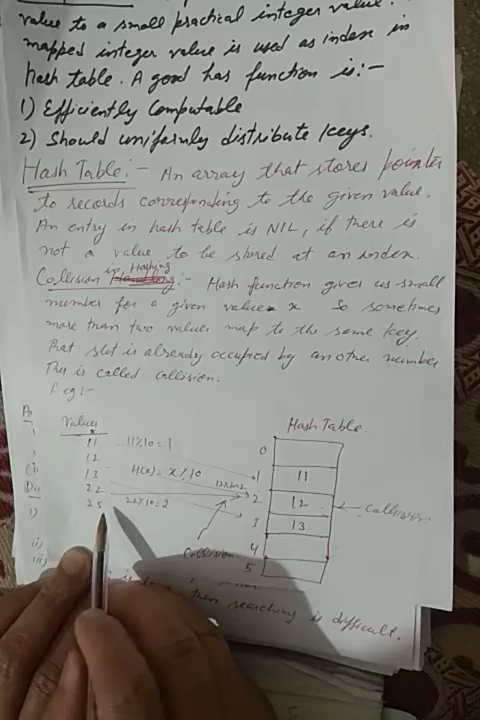 value to a small practical integer value.
mapped integer value is used as index in
hash table. A good has function is:-
1) Efficiently Computable
2) Should uniformly distribute keys.
Hash Table:- An array that stores pointer
to records corresponding to the given value.
An entry in hash table is NIL, if there is
not a value to be stored at an index.
Collision in Hashing:- Hash function gives us small
number for a given value x So sometimes
more than two values map to the same key.
That slot is already occupied by another number
This is called collision.
eg:-
Values
Hash Table
11
11%10=1
12
13
H(x) = x%10
12%10=2
22
25
22%10=2
0
1
11
2
12
Collision
3
13
4
5
Collision
then searching is difficult.